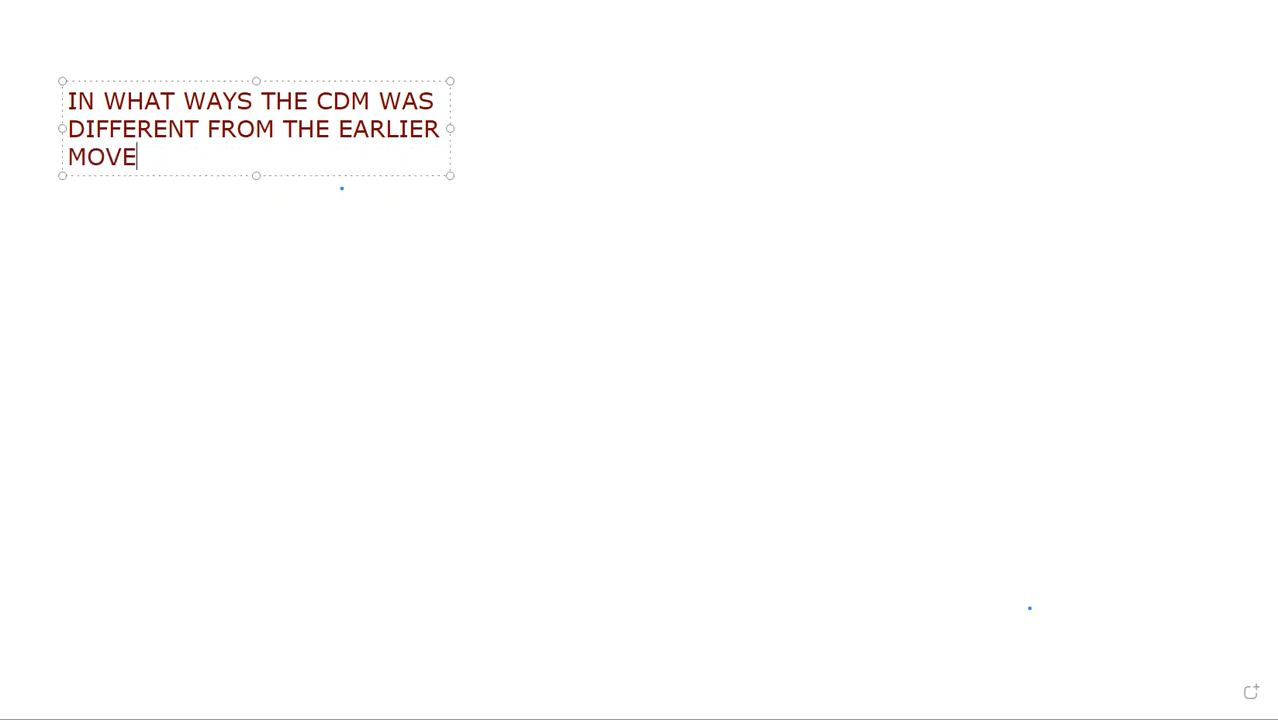 IN WHAT WAYS THE CDM WAS
DIFFERENT FROM THE EARLIER
MOVE